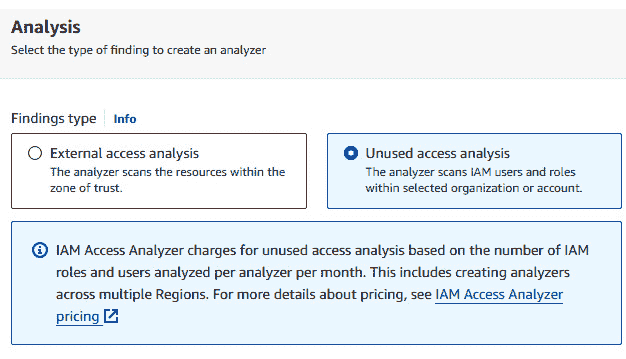 Analysis
Select the type of finding to create an analyzer
Findings type Info
External access analysis
The analyzer scans the resources within the
zone of trust.
Unused access analysis
The analyzer scans IAM users and roles
within selected organization or account.
IAM Access Analyzer charges for unused access analysis based on the number of IAM
roles and users analyzed per analyzer per month. This includes creating analyzers
across multiple Regions. For more details about pricing, see IAM Access Analyzer
pricing